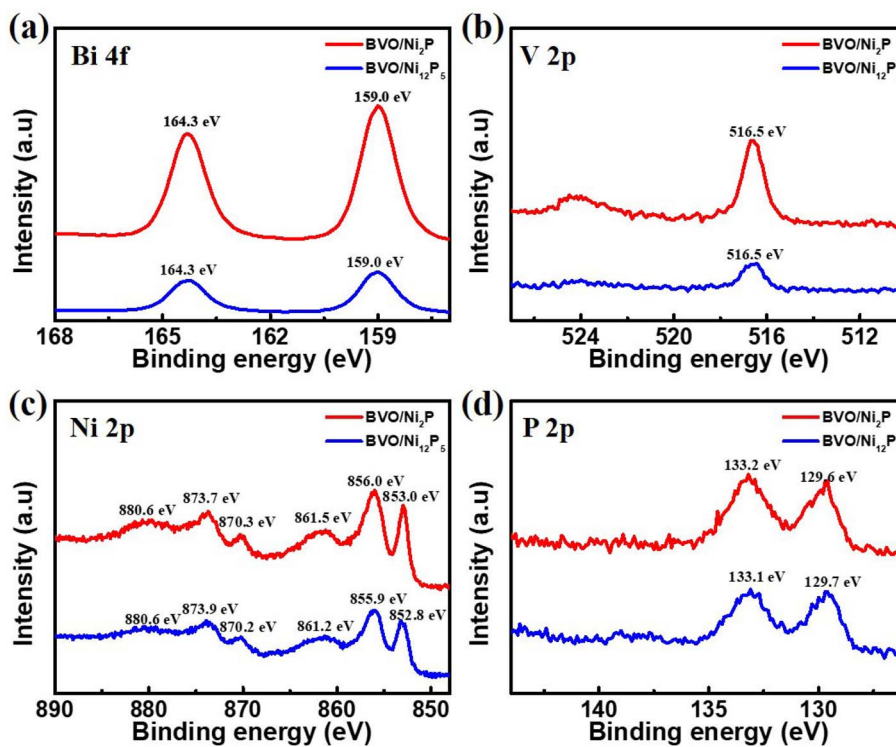 (a)
Bi 4f
BVO/Ni₂P
BVO/Ni₁₂P₅
164.3 eV
159.0 eV
164.3 eV
159.0 eV
Intensity (a.u)
168
165
162
159
Binding energy (eV)
(b)
V 2p
BVO/Ni₂P
BVO/Ni₁₂P
516.5 eV
516.5 eV
Intensity (a.u)
524
520
516
512
Binding energy (eV)
(c)
Ni 2p
BVO/Ni₂P
BVO/Ni₁₂P₅
880.6 eV
873.7 eV
870.3 eV
861.5 eV
856.0 eV
853.0 eV
880.6 eV
873.9 eV
870.2 eV
861.2 eV
855.9 eV
852.8 eV
Intensity (a.u)
890
880
870
860
850
Binding energy (eV)
(d)
P 2p
BVO/Ni₂P
BVO/Ni₁₂P
133.2 eV
129.6 eV
133.1 eV
129.7 eV
Intensity (a.u)
140
135
130
Binding energy (eV)